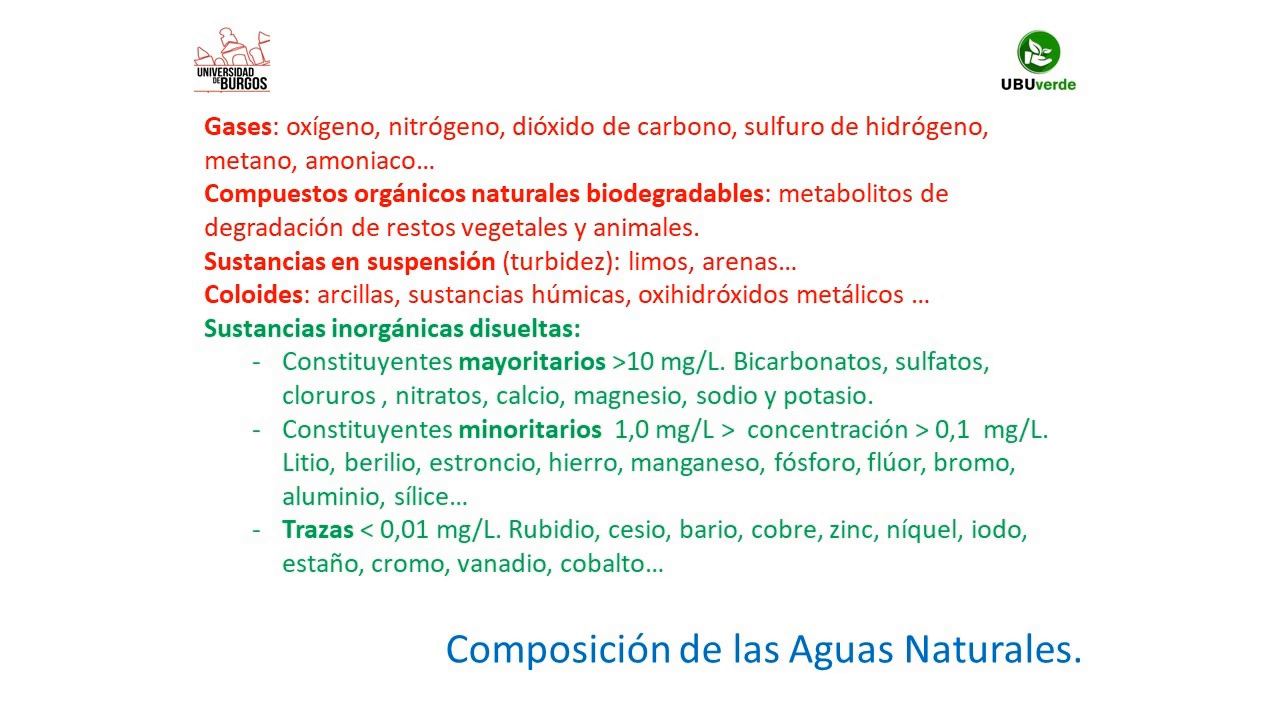 UNIVERSIDAD
DE BURGOS
UBUverde
Gases: oxígeno, nitrógeno, dióxido de carbono, sulfuro de hidrógeno,
metano, amoniaco…
Compuestos orgánicos naturales biodegradables: metabolitos de
degradación de restos vegetales y animales.
Sustancias en suspensión (turbidez): limos, arenas…
Coloides: arcillas, sustancias húmicas, oxihidróxidos metálicos …
Sustancias inorgánicas disueltas:
- Constituyentes mayoritarios >10 mg/L. Bicarbonatos, sulfatos,
cloruros , nitratos, calcio, magnesio, sodio y potasio.
- Constituyentes minoritarios 1,0 mg/L > concentración > 0,1 mg/L.
Litio, berilio, estroncio, hierro, manganeso, fósforo, flúor, bromo,
aluminio, sílice…
- Trazas < 0,01 mg/L. Rubidio, cesio, bario, cobre, zinc, níquel, iodo,
estaño, cromo, vanadio, cobalto…
Composición de las Aguas Naturales.